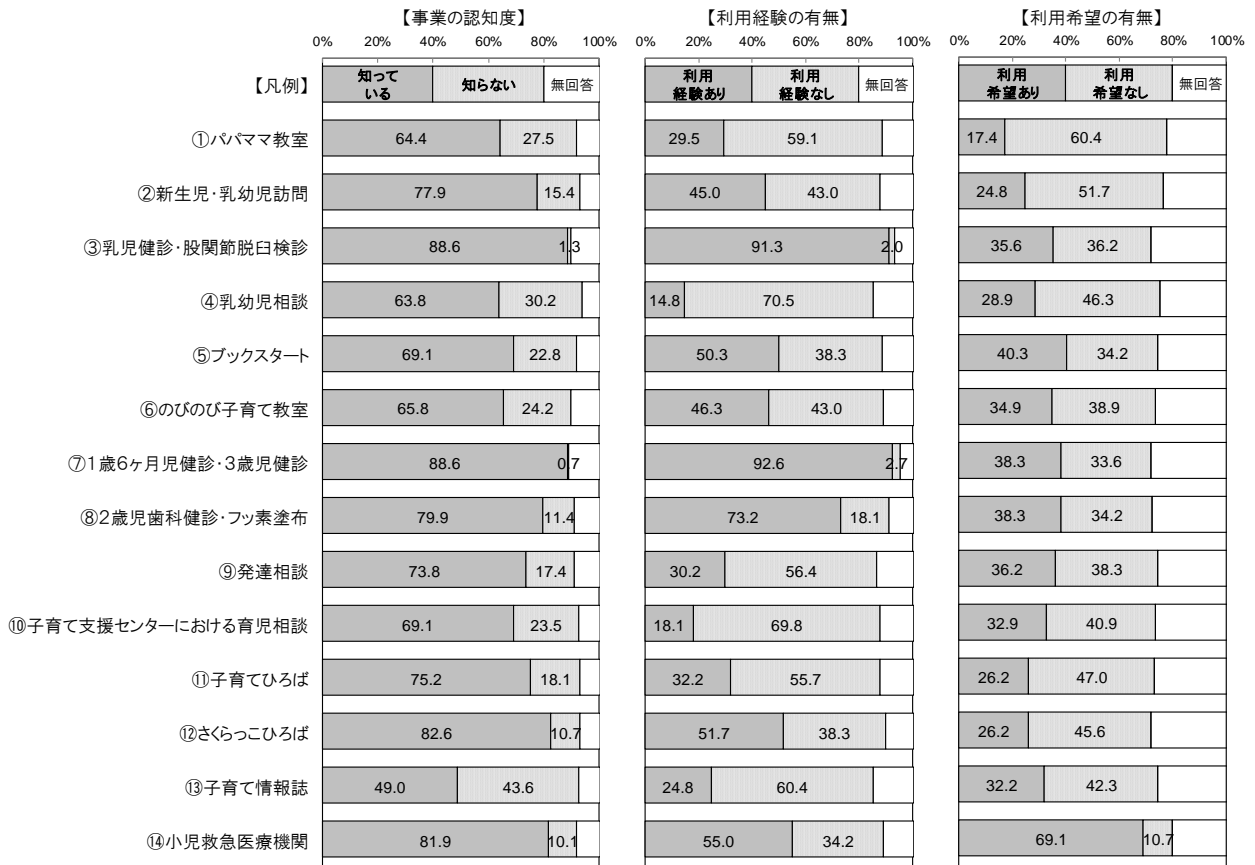 【事業の認知度】 【利用経験の有無】 【利用希望の有無】
0% 20% 40% 60% 80% 100% 0% 20% 40% 60% 80% 100% 0% 20% 40% 60% 80% 100%
【凡例】 知って いる 知らない 無回答 利用 経験あり 利用 経験なし 無回答 利用 希望あり 利用 希望なし 無回答
①パパママ教室 64.4 27.5 29.5 59.1 17.4 60.4
②新生児・乳幼児訪問 77.9 15.4 45.0 43.0 24.8 51.7
③乳児健診・股関節脱臼検診 88.6 1.3 91.3 2.0 35.6 36.2
④乳幼児相談 63.8 30.2 14.8 70.5 28.9 46.3
⑤ブックスタート 69.1 22.8 50.3 38.3 40.3 34.2
⑥のびのび子育て教室 65.8 24.2 46.3 43.0 34.9 38.9
⑦1歳6ヶ月児健診・3歳児健診 88.6 0.7 92.6 2.7 38.3 33.6
⑧2歳児歯科健診・フッ素塗布 79.9 11.4 73.2 18.1 38.3 34.2
⑨発達相談 73.8 17.4 30.2 56.4 36.2 38.3
⑩子育て支援センターにおける育児相談 69.1 23.5 18.1 69.8 32.9 40.9
⑪子育てひろば 75.2 18.1 32.2 55.7 26.2 47.0
⑫さくらっこひろば 82.6 10.7 51.7 38.3 26.2 45.6
⑬子育て情報誌 49.0 43.6 24.8 60.4 32.2 42.3
⑭小児救急医療機関 81.9 10.1 55.0 34.2 69.1 10.7